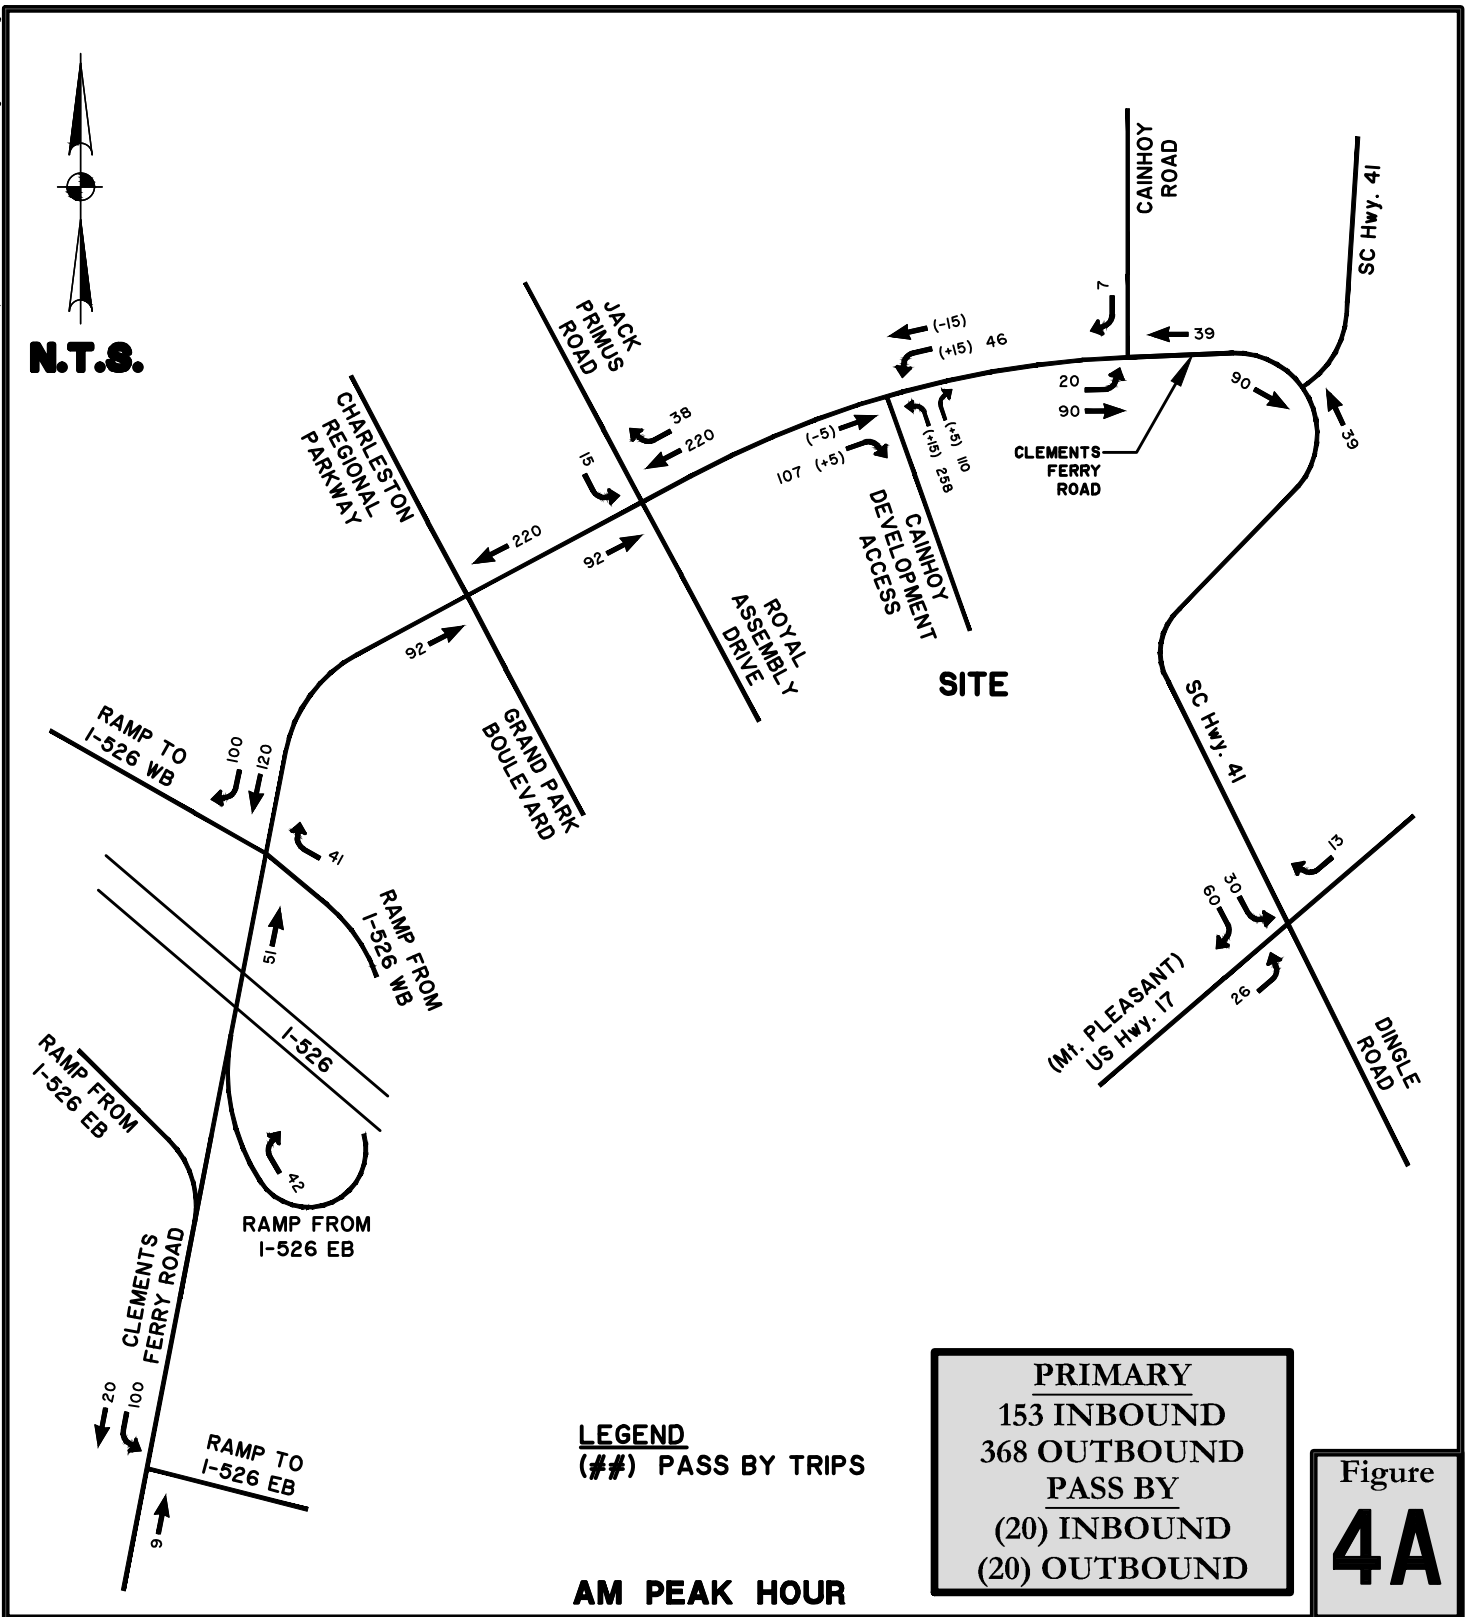 N.T.S.
CAINHOY
ROAD
SC Hwy. 41
7
39
(-15)
(+15) 46
20
90
90
39
CLEMENTS
FERRY
ROAD
JACK
PRIMUS
ROAD
38
220
15
(-5)
107 (+5)
(+15) 258
(+5) 110
CAINHOY
DEVELOPMENT
ACCESS
SITE
CHARLESTON
REGIONAL
PARKWAY
220
92
92
ROYAL
ASSEMBLY
DRIVE
GRAND PARK
BOULEVARD
SC Hwy. 41
RAMP TO
I-526 WB
100
120
41
RAMP FROM
I-526 WB
51
I-526
13
30
60
26
(Mt. PLEASANT)
US Hwy. 17
DINGLE
ROAD
RAMP FROM
I-526 EB
42
RAMP FROM
I-526 EB
CLEMENTS
FERRY ROAD
20
100
RAMP TO
I-526 EB
9
LEGEND
(##) PASS BY TRIPS
AM PEAK HOUR
PRIMARY
153 INBOUND
368 OUTBOUND
PASS BY
(20) INBOUND
(20) OUTBOUND
Figure
4A